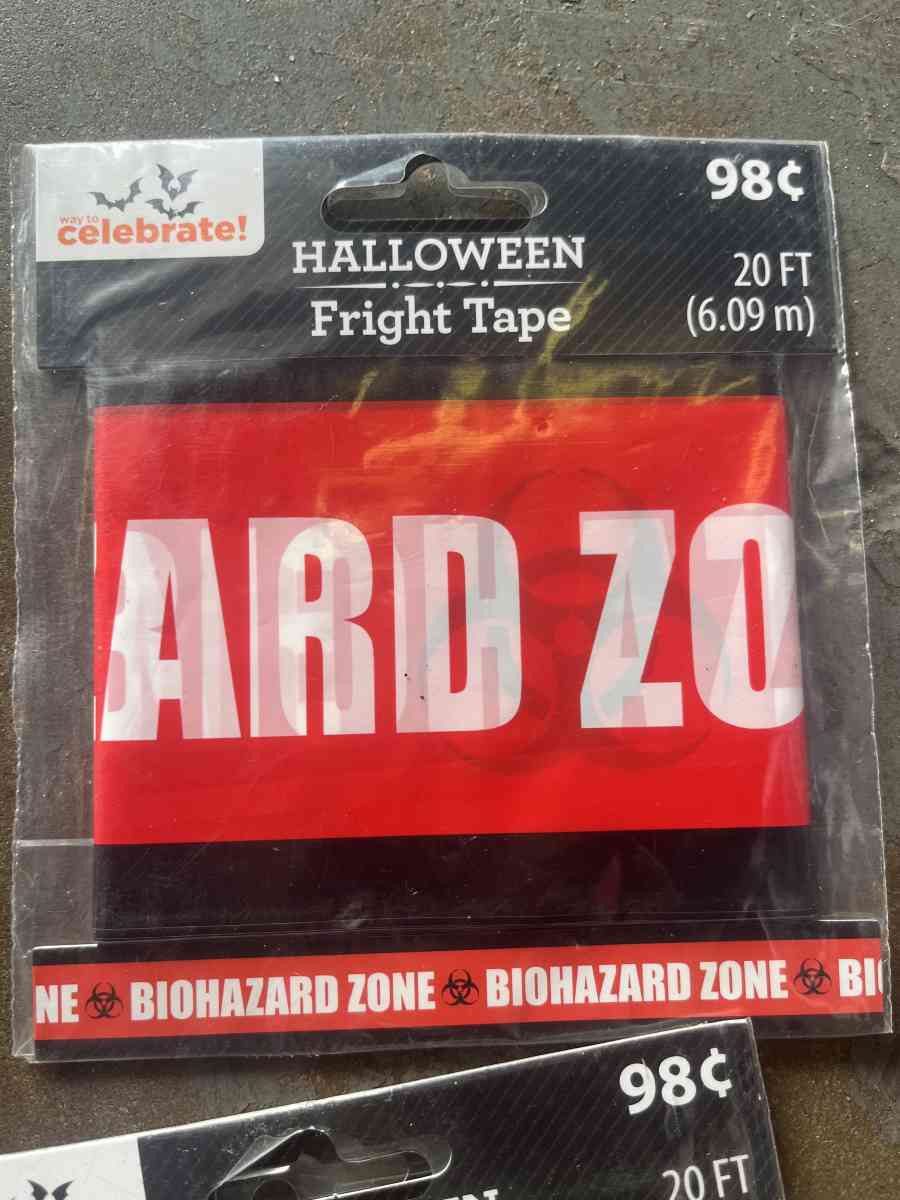 way to
celebrate!
98¢
HALLOWEEN
Fright Tape
20 FT
(6.09 m)
ARD ZO
NE BIOHAZARD ZONE BIOHAZARD ZONE BI
98¢
20 FT